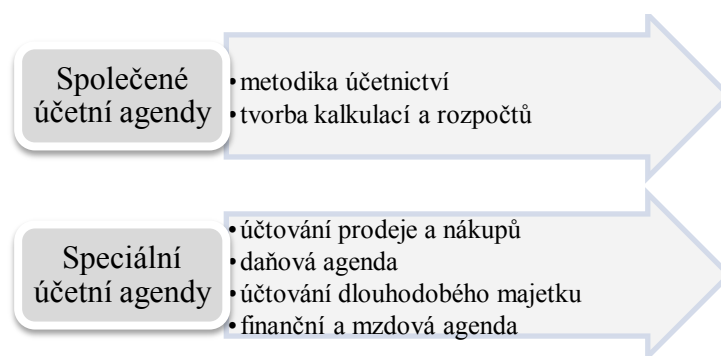 Společené
účetní agendy
•metodika účetnictví
•tvorba kalkulací a rozpočtů
Speciální
účetní agendy
•účtování prodeje a nákupů
•daňová agenda
•účtování dlouhodobého majetku
•finanční a mzdová agenda